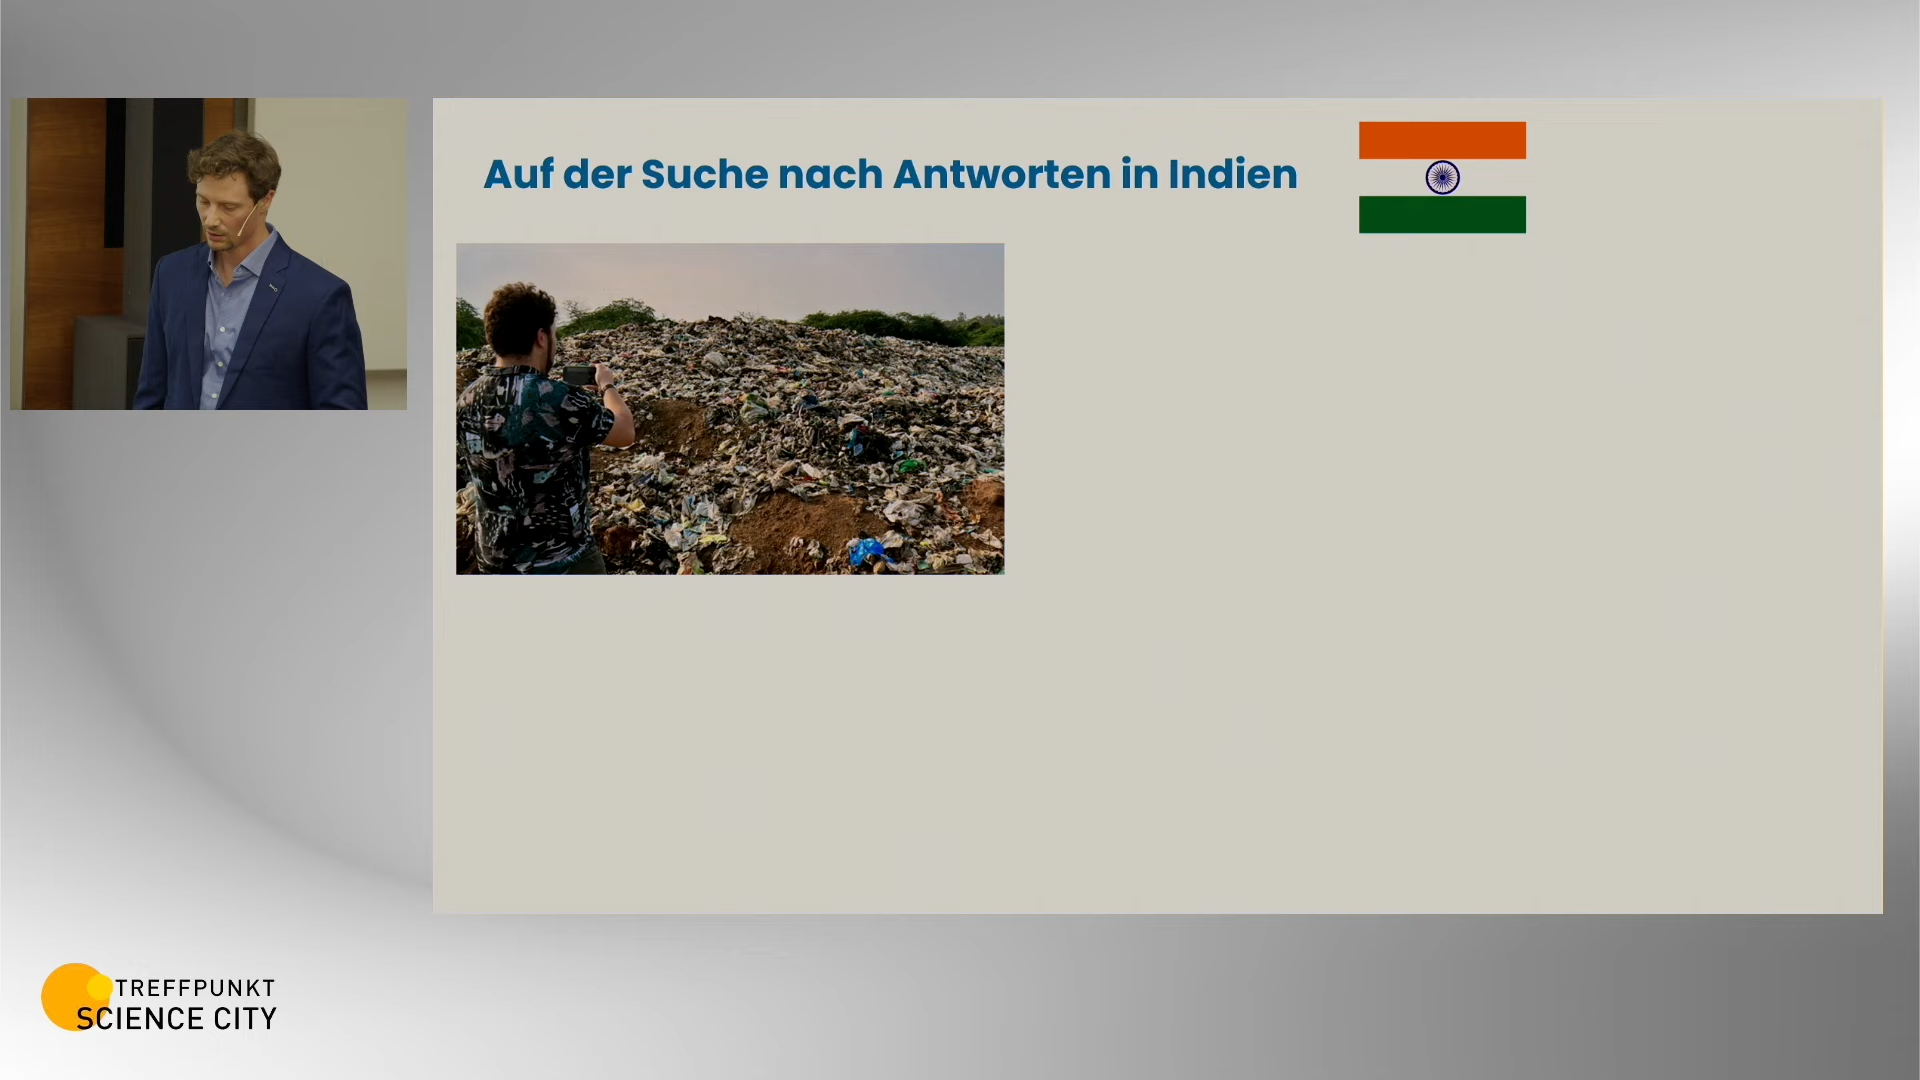 Auf der Suche nach Antworten in Indien
TREFFPUNKT
SCIENCE CITY